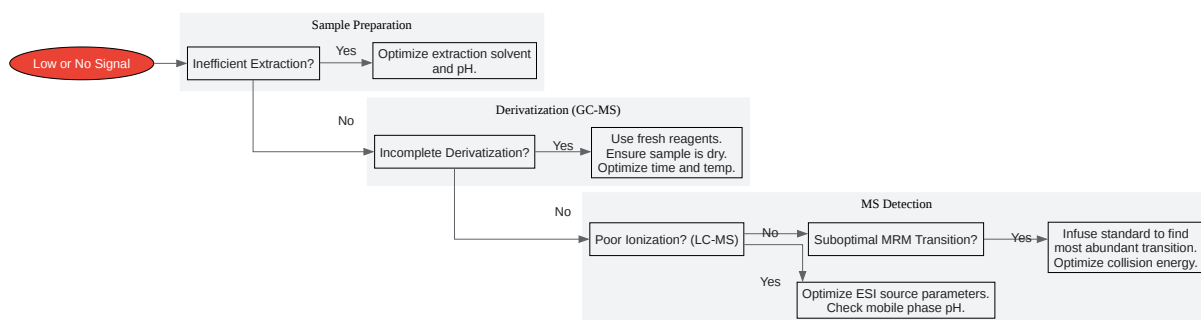 Sample Preparation
Low or No Signal
Inefficient Extraction?
Yes
Optimize extraction solvent
and pH.
No
Derivatization (GC-MS)
Incomplete Derivatization?
Yes
Use fresh reagents.
Ensure sample is dry.
Optimize time and temp.
No
MS Detection
Poor Ionization? (LC-MS)
No
Suboptimal MRM Transition?
Yes
Infuse standard to find
most abundant transition.
Optimize collision energy.
Yes
Optimize ESI source parameters.
Check mobile phase pH.